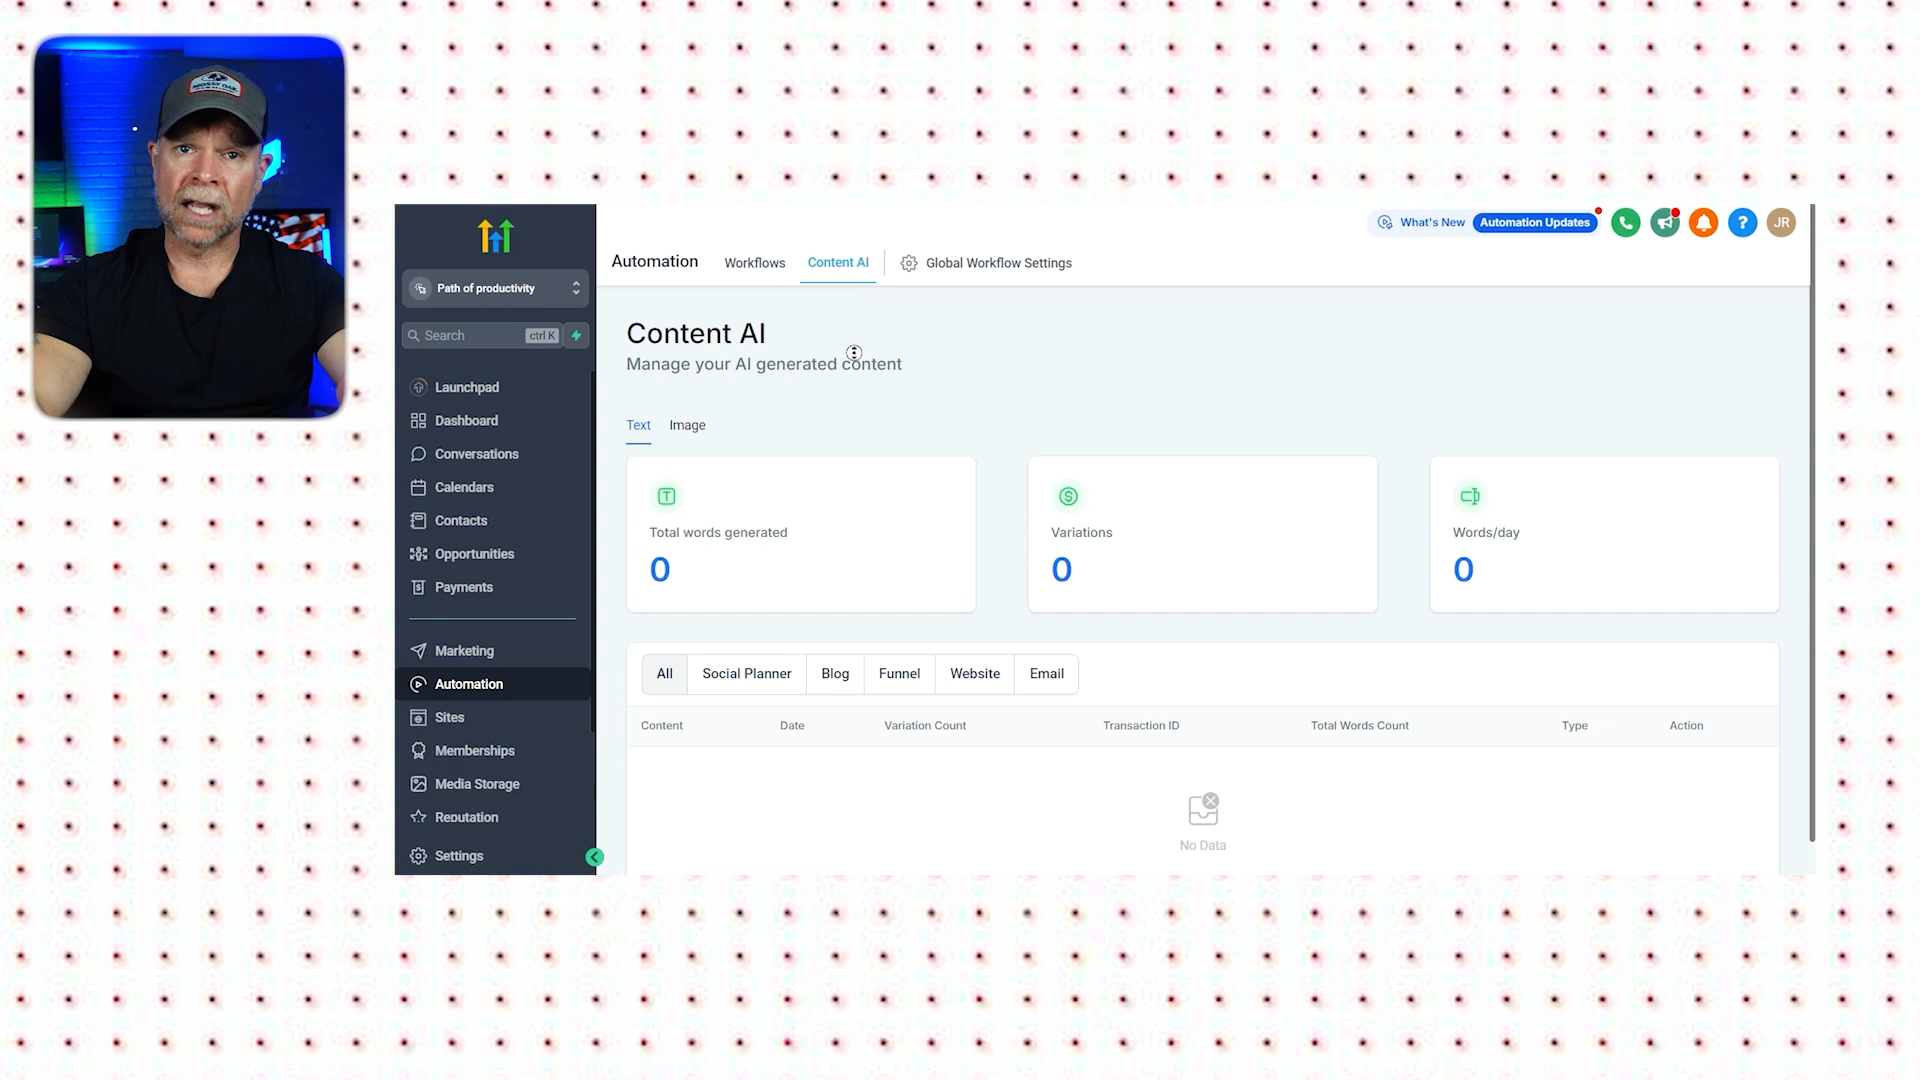 MOSSY OAK
What's New
Automation Updates
?
JR
Automation
Workflows
Content AI
Global Workflow Settings
Path of productivity
Search
ctrl K
Launchpad
Dashboard
Conversations
Calendars
Contacts
Opportunities
Payments
Marketing
Automation
Sites
Memberships
Media Storage
Reputation
Settings
Content AI
Manage your AI generated content
Text Image
Total words generated
0
Variations
0
Words/day
0
All Social Planner Blog Funnel Website Email
Content Date Variation Count Transaction ID Total Words Count Type Action
No Data